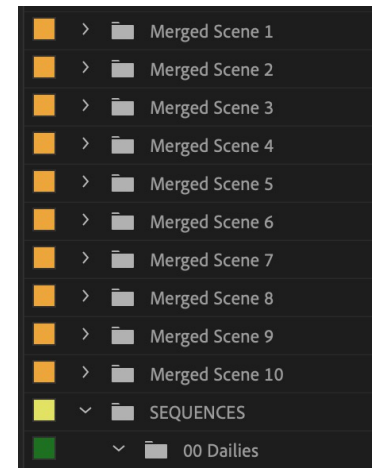 Merged Scene 1
Merged Scene 2
Merged Scene 3
Merged Scene 4
Merged Scene 5
Merged Scene 6
Merged Scene 7
Merged Scene 8
Merged Scene 9
Merged Scene 10
SEQUENCES
00 Dailies